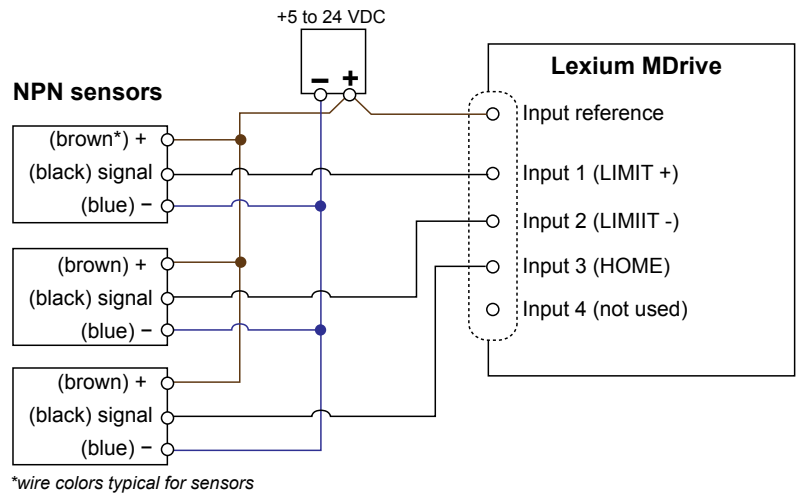 +5 to 24 VDC
− +
Lexium MDrive
NPN sensors
Input reference
(brown*) +
(black) signal
(blue) −
Input 1 (LIMIT +)
Input 2 (LIMIIT -)
(brown) +
(black) signal
(blue) −
Input 3 (HOME)
Input 4 (not used)
(brown) +
(black) signal
(blue) −
*wire colors typical for sensors